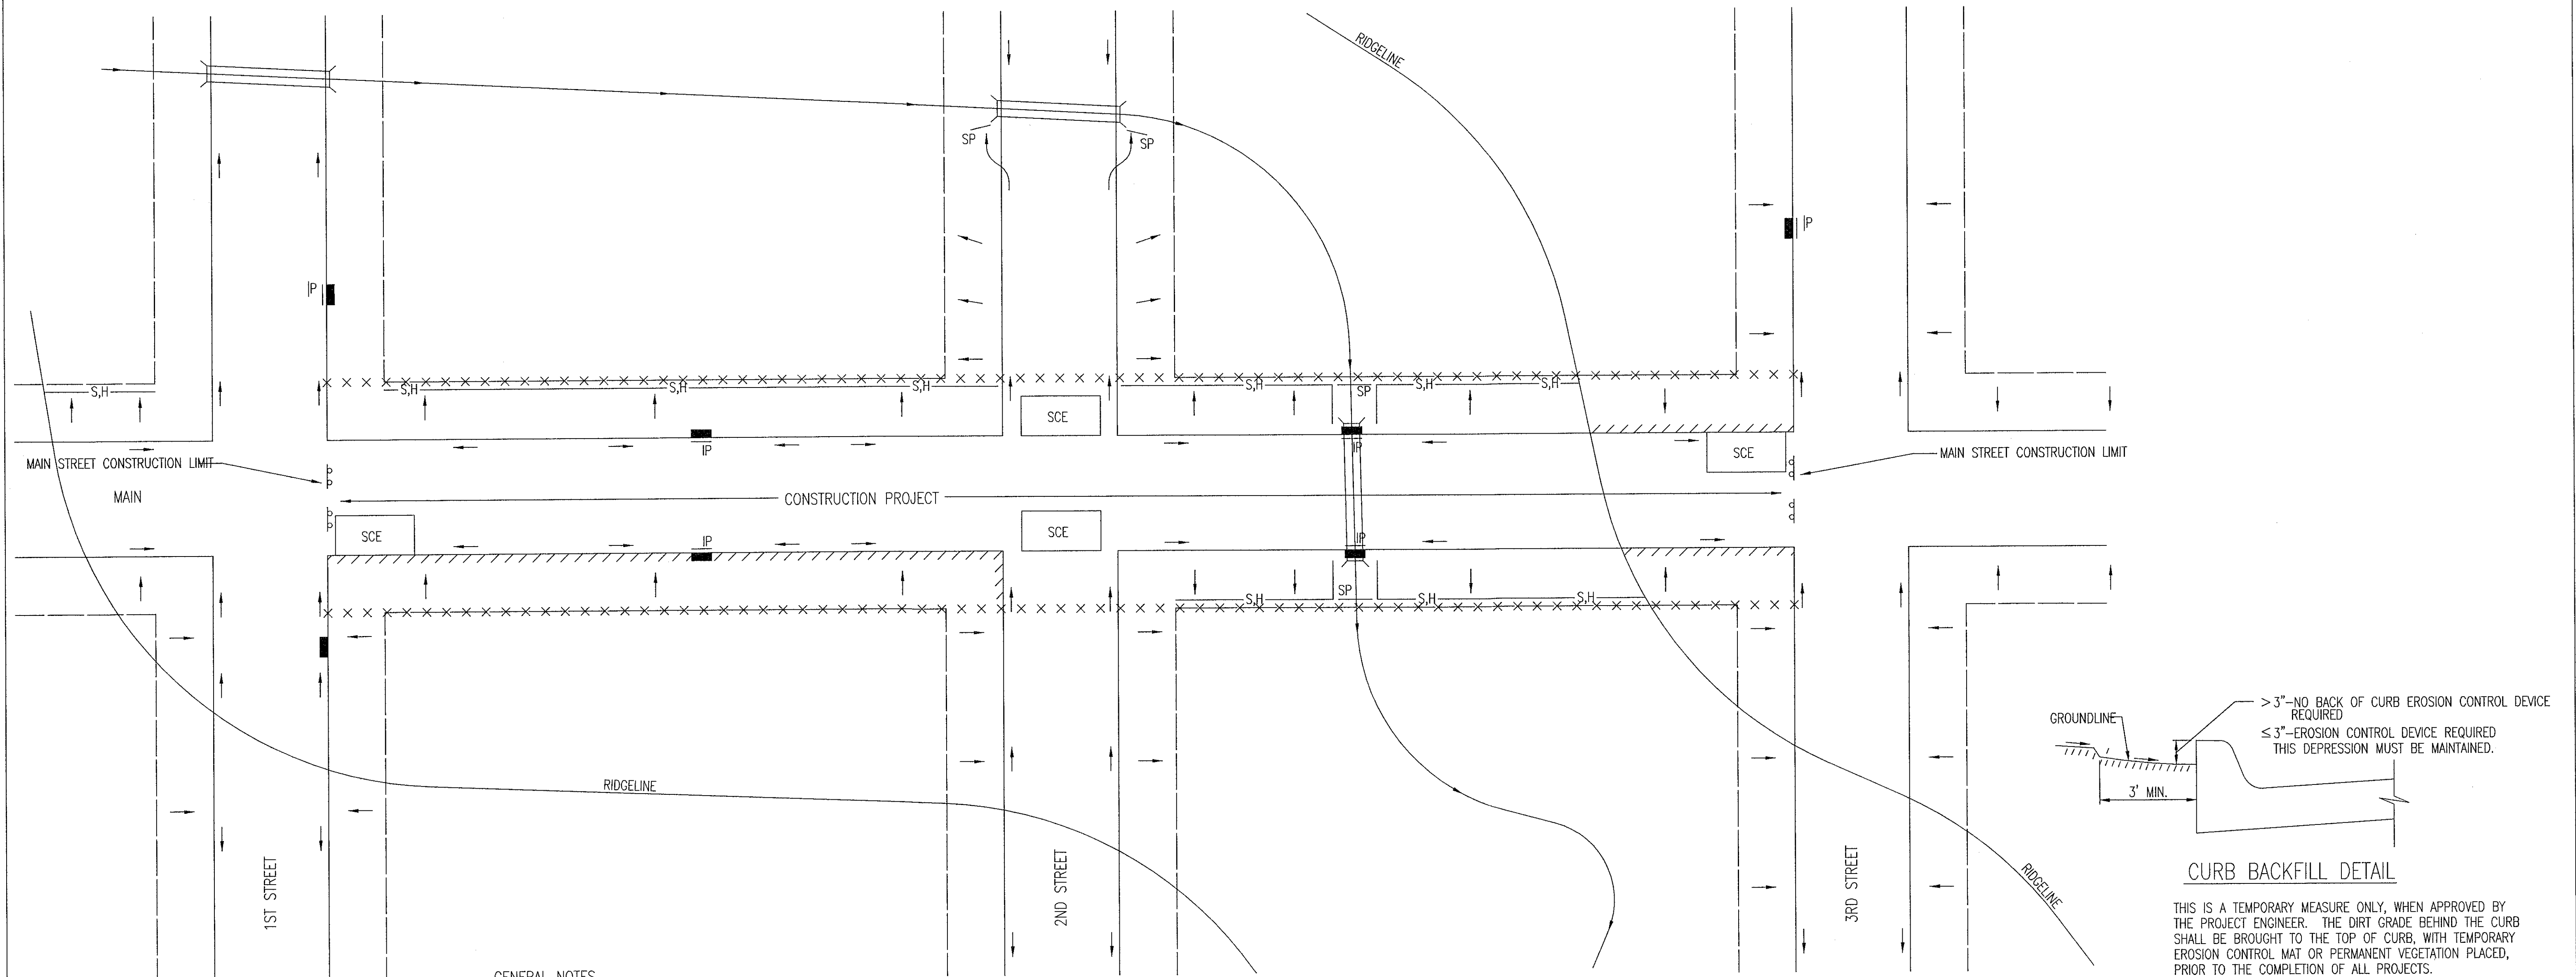 RIDGELINE
SP
SP
IP
IP
S,H
S,H
S,H
S,H
S,H
SP
S,H
S,H
SCE
IP
IP
SCE
MAIN STREET CONSTRUCTION LIMIT
MAIN STREET CONSTRUCTION LIMIT
MAIN
CONSTRUCTION PROJECT
SCE
IP
SCE
IP
S,H
SP
S,H
S,H
RIDGELINE
1ST STREET
2ND STREET
3RD STREET
RIDGELINE
GENERAL NOTES
GROUNDLINE
> 3"-NO BACK OF CURB EROSION CONTROL DEVICE
REQUIRED
≤ 3"-EROSION CONTROL DEVICE REQUIRED
THIS DEPRESSION MUST BE MAINTAINED.
3' MIN.
CURB BACKFILL DETAIL
THIS IS A TEMPORARY MEASURE ONLY, WHEN APPROVED BY
THE PROJECT ENGINEER. THE DIRT GRADE BEHIND THE CURB
SHALL BE BROUGHT TO THE TOP OF CURB, WITH TEMPORARY
EROSION CONTROL MAT OR PERMANENT VEGETATION PLACED,
PRIOR TO THE COMPLETION OF ALL PROJECTS.